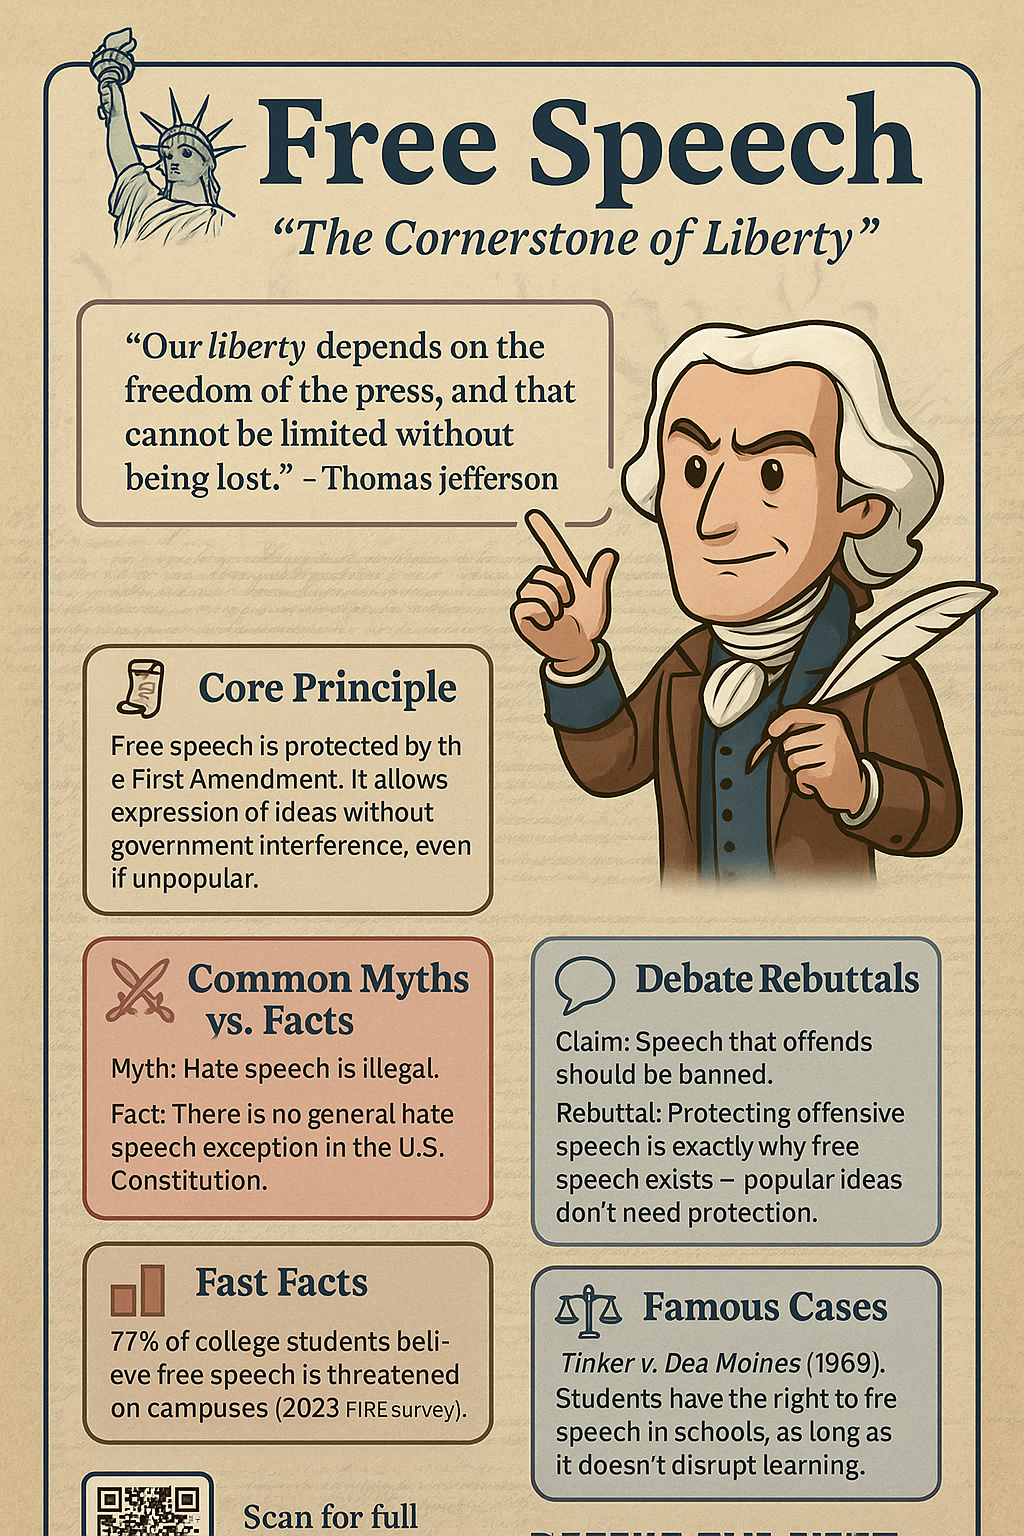 Free Speech
“The Cornerstone of Liberty”
“Our liberty depends on the
freedom of the press, and that
cannot be limited without
being lost.” – Thomas jefferson
Core Principle
Free speech is protected by th
e First Amendment. It allows
expression of ideas without
government interference, even
if unpopular.
Common Myths
vs. Facts
Myth: Hate speech is illegal.
Fact: There is no general hate
speech exception in the U.S.
Constitution.
Debate Rebuttals
Claim: Speech that offends
should be banned.
Rebuttal: Protecting offensive
speech is exactly why free
speech exists – popular ideas
don’t need protection.
Fast Facts
77% of college students beli-
eve free speech is threatened
on campuses (2023 FIRE survey).
Famous Cases
Tinker v. Dea Moines (1969).
Students have the right to fre
speech in schools, as long as
it doesn’t disrupt learning.
Scan for full